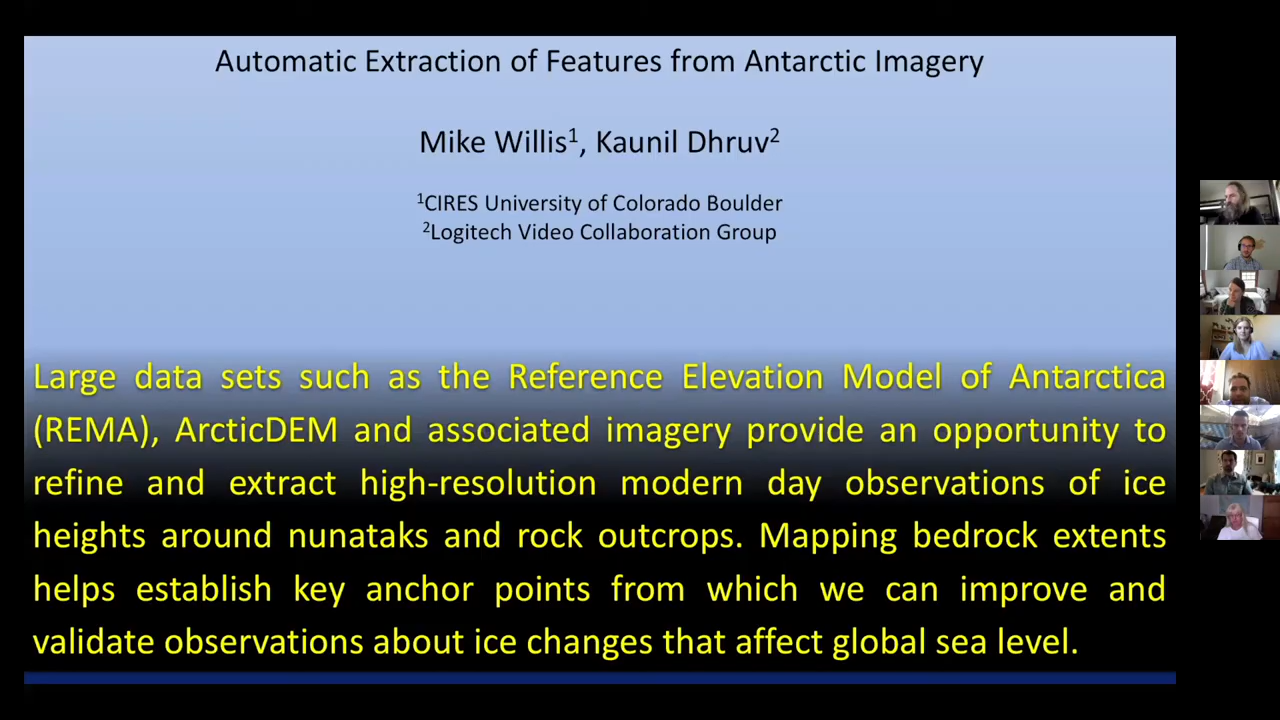 Automatic Extraction of Features from Antarctic Imagery
Mike Willis¹, Kaunil Dhruv²
¹CIRES University of Colorado Boulder
²Logitech Video Collaboration Group
Large data sets such as the Reference Elevation Model of Antarctica
(REMA), ArcticDEM and associated imagery provide an opportunity to
refine and extract high-resolution modern day observations of ice
heights around nunataks and rock outcrops. Mapping bedrock extents
helps establish key anchor points from which we can improve and
validate observations about ice changes that affect global sea level.